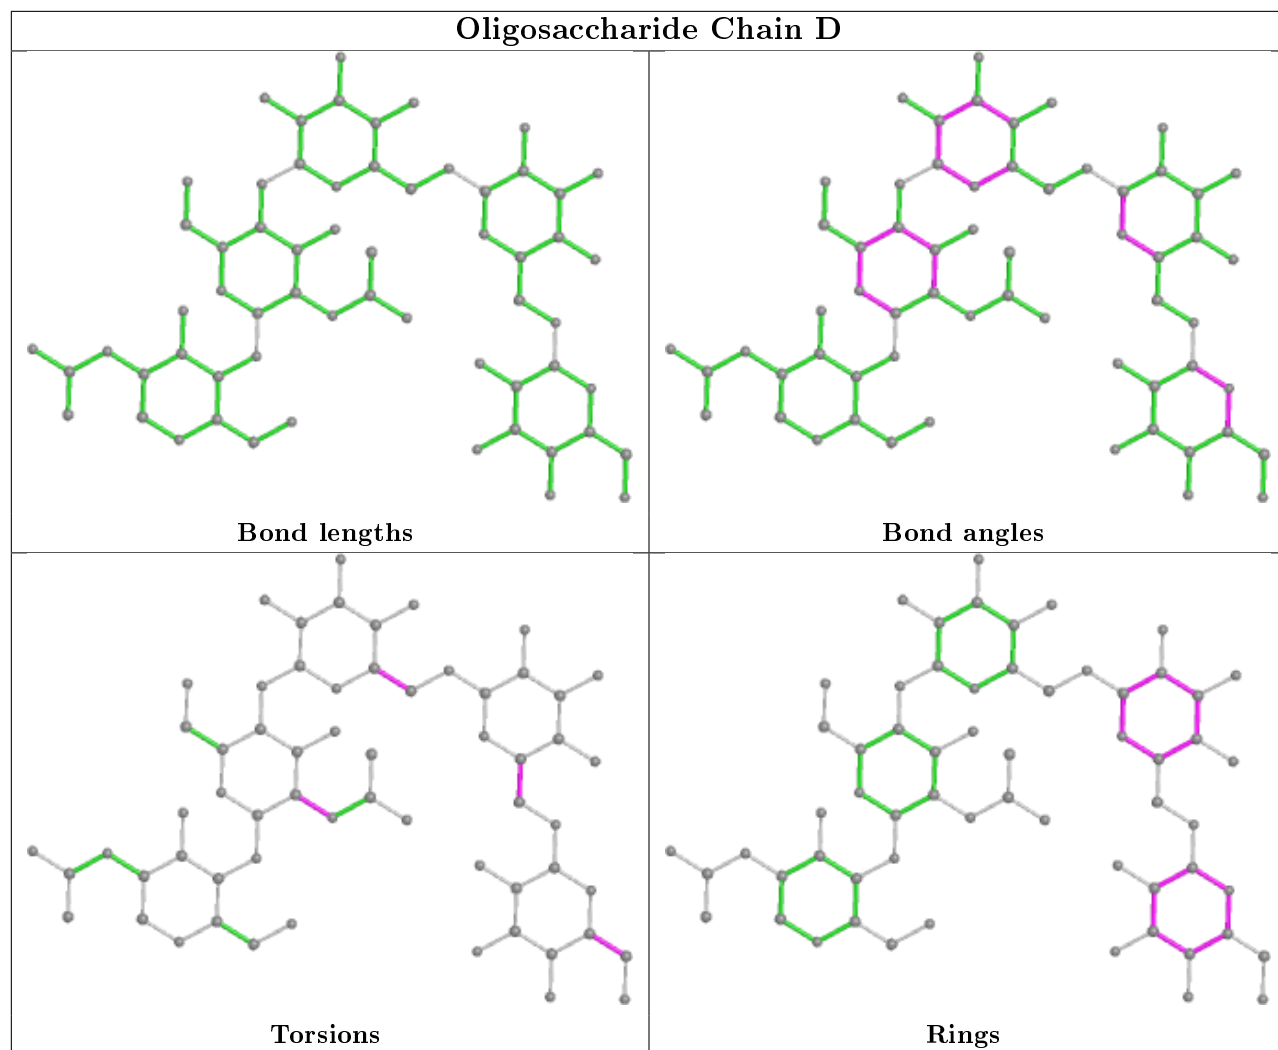 Oligosaccharide Chain D
Bond lengths
Bond angles
Torsions
Rings